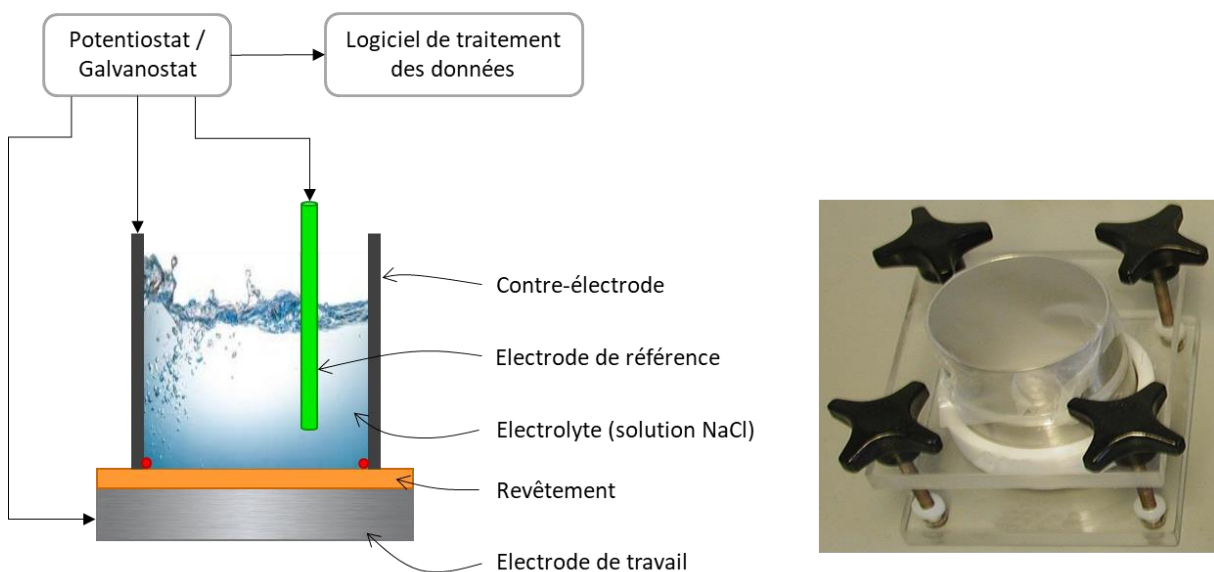 Potentiostat /
Galvanostat
Logiciel de traitement
des données
Contre-électrode
Electrode de référence
Electrolyte (solution NaCl)
Revêtement
Electrode de travail